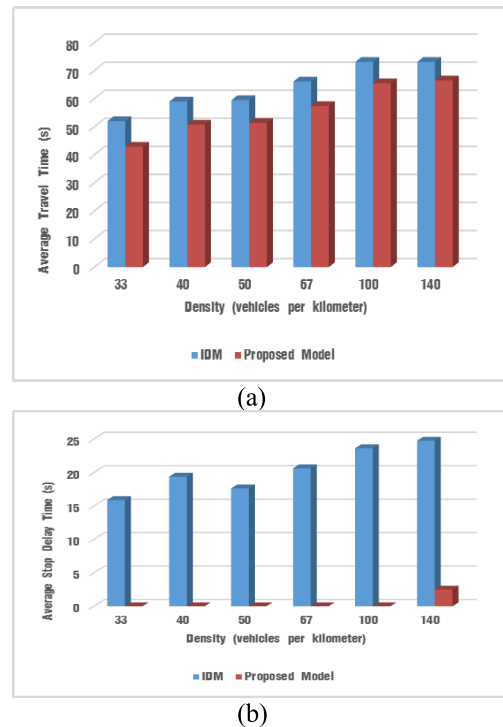 80
70
60
50
40
30
20
10
0
Average Travel Time (s)
33 40 50 67 100 140
Density (vehicles per kilometer)
IDM Proposed Model
(a)
25
20
15
10
5
0
Average Stop Delay Time (s)
33 40 50 67 100 140
Density (vehicles per kilometer)
IDM Proposed Model
(b)